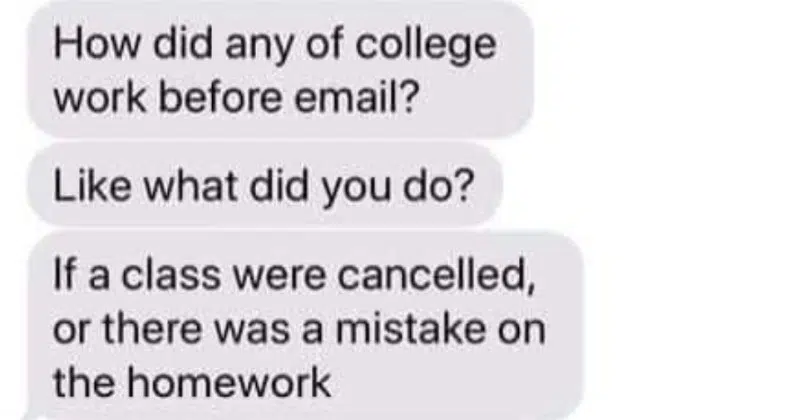 How did any of college
work before email?
Like what did you do?
If a class were cancelled,
or there was a mistake on
the homework